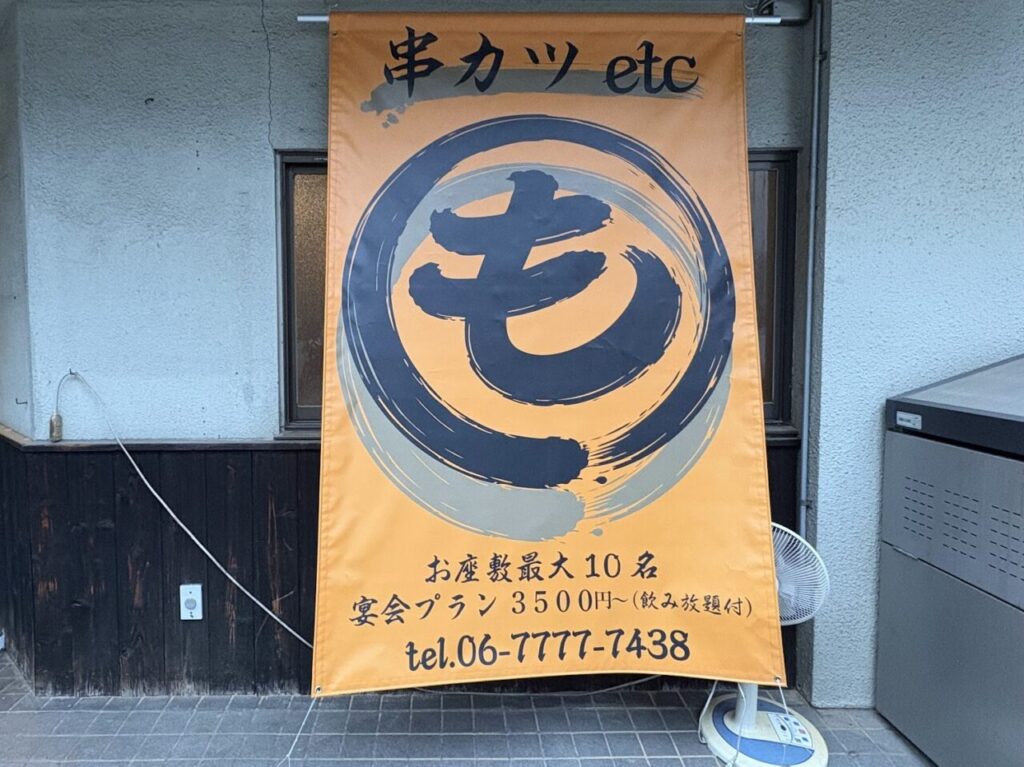 串カツ etc
も
お座敷最大10名
宴会プラン 3500円~(飲み放題付)
tel.06-7777-7438